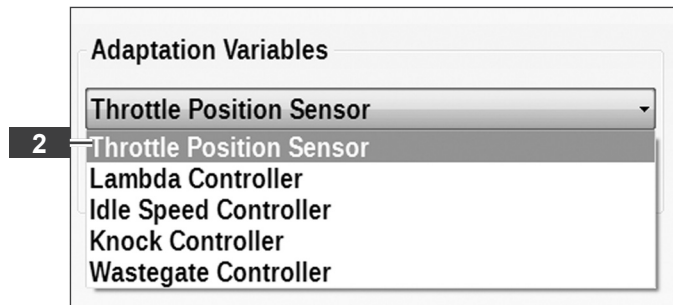 Adaptation Variables
Throttle Position Sensor
2
Throttle Position Sensor
Lambda Controller
Idle Speed Controller
Knock Controller
Wastegate Controller